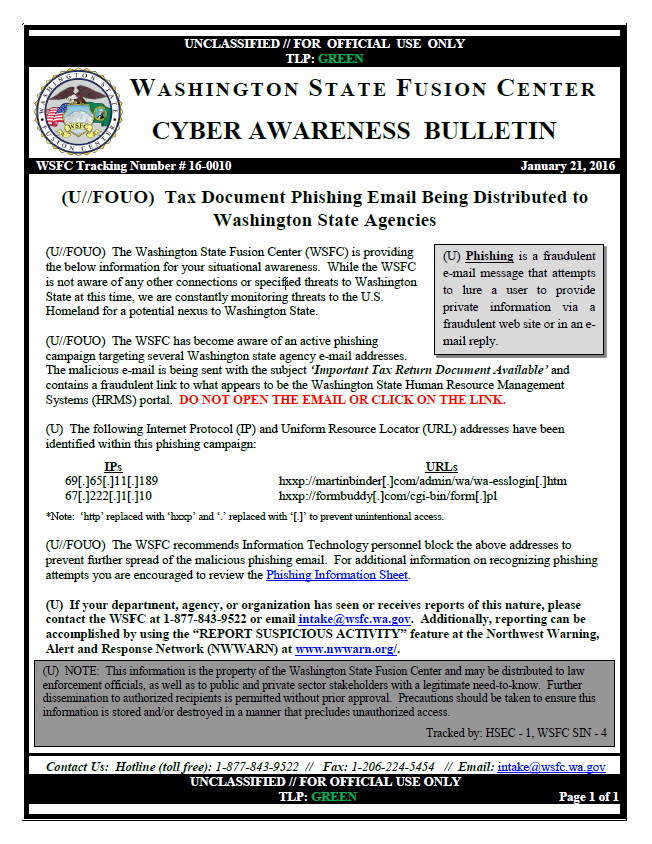 UNCLASSIFIED // FOR OFFICIAL USE ONLY
TLP: GREEN
WASHINGTON STATE FUSION CENTER
CYBER AWARENESS BULLETIN
WSFC Tracking Number # 16-0010 January 21, 2016
(U//FOUO) Tax Document Phishing Email Being Distributed to
Washington State Agencies
(U//FOUO) The Washington State Fusion Center (WSFC) is providing
the below information for your situational awareness. While the WSFC
is not aware of any other connections or specified threats to Washington
State at this time, we are constantly monitoring threats to the U.S.
Homeland for a potential nexus to Washington State.
(U) Phishing is a fraudulent
e-mail message that attempts
to lure a user to provide
private information via a
fraudulent web site or in an e-
mail reply.
(U//FOUO) The WSFC has become aware of an active phishing
campaign targeting several Washington state agency e-mail addresses.
The malicious e-mail is being sent with the subject ‘Important Tax Return Document Available’ and
contains a fraudulent link to what appears to be the Washington State Human Resource Management
Systems (HRMS) portal. DO NOT OPEN THE EMAIL OR CLICK ON THE LINK.
(U) The following Internet Protocol (IP) and Uniform Resource Locator (URL) addresses have been
identified within this phishing campaign:
IPs URLs
69[.]65[.]11[.]189 hxxp://martinbinder[.]com/admin/wa/wa-esslogin[.]htm
67[.]222[.]1[.]10 hxxp://formbuddy[.]com/cgi-bin/form[.]pl
*Note: ‘http’ replaced with ‘hxxp’ and ‘.’ replaced with ‘[.]’ to prevent unintentional access.
(U//FOUO) The WSFC recommends Information Technology personnel block the above addresses to
prevent further spread of the malicious phishing email. For additional information on recognizing phishing
attempts you are encouraged to review the Phishing Information Sheet.
(U) If your department, agency, or organization has seen or receives reports of this nature, please
contact the WSFC at 1-877-843-9522 or email intake@wsfc.wa.gov. Additionally, reporting can be
accomplished by using the “REPORT SUSPICIOUS ACTIVITY” feature at the Northwest Warning,
Alert and Response Network (NWWARN) at www.nwwarn.org/.
(U) NOTE: This information is the property of the Washington State Fusion Center and may be distributed to law
enforcement officials, as well as to public and private sector stakeholders with a legitimate need-to-know. Further
dissemination to authorized recipients is permitted without prior approval. Precautions should be taken to ensure this
information is stored and/or destroyed in a manner that precludes unauthorized access.
Tracked by: HSEC - 1, WSFC SIN - 4
Contact Us: Hotline (toll free): 1-877-843-9522 // Fax: 1-206-224-5454 // Email: intake@wsfc.wa.gov
UNCLASSIFIED // FOR OFFICIAL USE ONLY
TLP: GREEN Page 1 of 1